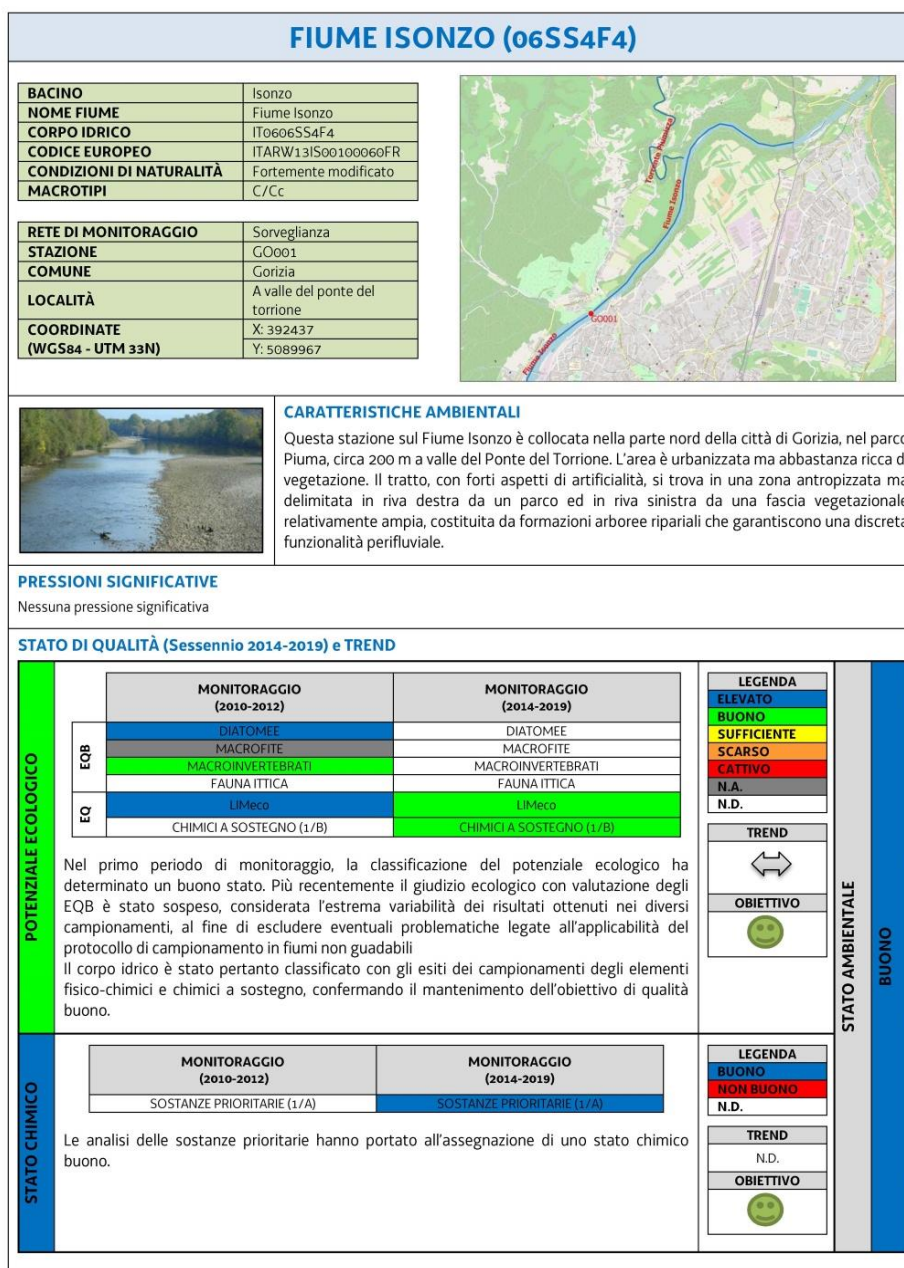 FIUME ISONZO (06SS4F4)
BACINO Isonzo
NOME FIUME Fiume Isonzo
CORPO IDRICO IT0606SS4F4
CODICE EUROPEO ITARW13IS00100060FR
CONDIZIONI DI NATURALITÀ Fortemente modificato
MACROTIPI C/Cc
RETE DI MONITORAGGIO Sorveglianza
STAZIONE GO001
COMUNE Gorizia
LOCALITÀ A valle del ponte del
torrione
COORDINATE X: 392437
(WGS84 - UTM 33N) Y: 5089967
Torrente Piumizza
Fiume Isonzo
GO001
Fiume Isonzo
CARATTERISTICHE AMBIENTALI
Questa stazione sul Fiume Isonzo è collocata nella parte nord della città di Gorizia, nel parco
Piuma, circa 200 m a valle del Ponte del Torrione. L'area è urbanizzata ma abbastanza ricca d
vegetazione. Il tratto, con forti aspetti di artificialità, si trova in una zona antropizzata ma
delimitata in riva destra da un parco ed in riva sinistra da una fascia vegetazionale
relativamente ampia, costituita da formazioni arboree ripariali che garantiscono una discreta
funzionalità perifluviale.
PRESSIONI SIGNIFICATIVE
Nessuna pressione significativa
STATO DI QUALITÀ (Sessennio 2014-2019) e TREND
POTENZIALE ECOLOGICO
MONITORAGGIO MONITORAGGIO
(2010-2012) (2014-2019)
EQB
DIATOMEE DIATOMEE
MACROFITE MACROFITE
MACROINVERTEBRATI MACROINVERTEBRATI
FAUNA ITTICA FAUNA ITTICA
EQ
LIMeco LIMeco
CHIMICI A SOSTEGNO (1/B) CHIMICI A SOSTEGNO (1/B)
Nel primo periodo di monitoraggio, la classificazione del potenziale ecologico ha
determinato un buono stato. Più recentemente il giudizio ecologico con valutazione degli
EQB è stato sospeso, considerata l'estrema variabilità dei risultati ottenuti nei diversi
campionamenti, al fine di escludere eventuali problematiche legate all'applicabilità del
protocollo di campionamento in fiumi non guadabili
Il corpo idrico è stato pertanto classificato con gli esiti dei campionamenti degli elementi
fisico-chimici e chimici a sostegno, confermando il mantenimento dell'obiettivo di qualità
buono.
LEGENDA
ELEVATO
BUONO
SUFFICIENTE
SCARSO
CATTIVO
N.A.
N.D.
TREND
OBIETTIVO
STATO AMBIENTALE
BUONO
STATO CHIMICO
MONITORAGGIO MONITORAGGIO
(2010-2012) (2014-2019)
SOSTANZE PRIORITARIE (1/A) SOSTANZE PRIORITARIE (1/A)
Le analisi delle sostanze prioritarie hanno portato all'assegnazione di uno stato chimico
buono.
LEGENDA
BUONO
NON BUONO
N.D.
TREND
N.D.
OBIETTIVO